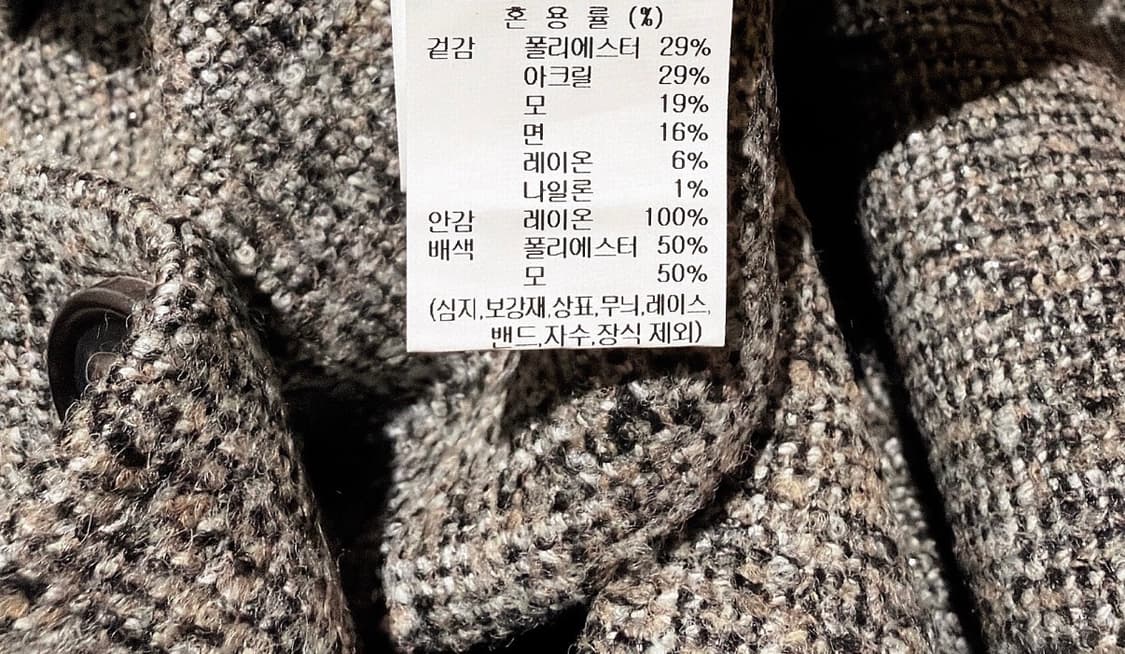 혼 용 률 (%)
겉감 폴리에스터 29%
아크릴 29%
모 19%
면 16%
레이온 6%
나일론 1%
안감 레이온 100%
배색 폴리에스터 50%
모 50%
(심지,보강재,상표,무늬,레이스,
밴드,자수,장식 제외)